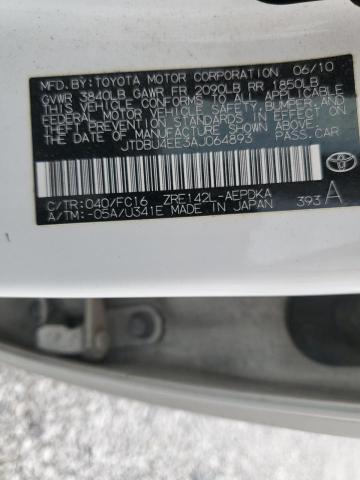 MFD.BY:TOYOTA MOTOR CORPORATION 06/10
GVWR 3840LB GAWR FR 2090LB RR 1850LB
THIS VEHICLE CONFORMS TO ALL APPLICABLE
FEDERAL MOTOR VEHICLE SAFETY, BUMPER, AND
THEFT PREVENTION STANDARDS IN EFFECT ON
THE DATE OF MANUFACTURE SHOWN ABOVE.
JTDBU4EE3AJ064893 PASS.CAR
TOYOTA
C/TR:040/FC16 ZRE142L-AEPDKA
A/TM:-05A/U341E MADE IN JAPAN 393 A